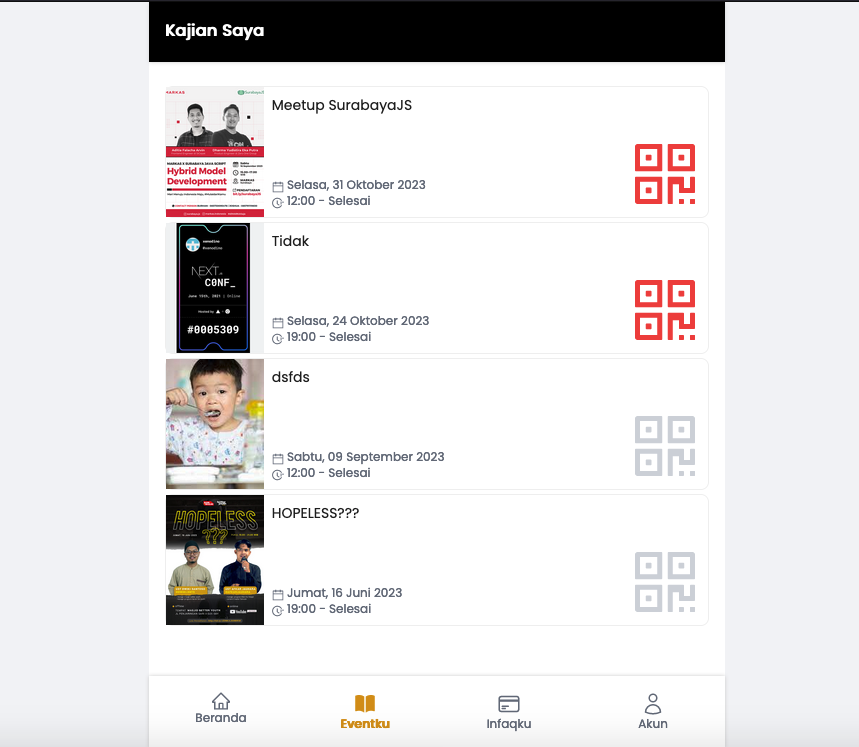 Kajian Saya
Meetup SurabayaJS
Selasa, 31 Oktober 2023
12:00 - Selesai
Hybrid Model
Development
Tidak
Selasa, 24 Oktober 2023
19:00 - Selesai
NEXT.
CONF_
June 15th, 2021 | Online
#0005309
dsfds
Sabtu, 09 September 2023
12:00 - Selesai
HOPELESS???
Jumat, 16 Juni 2023
19:00 - Selesai
HOPELESS
???
Beranda
Eventku
Infaqku
Akun